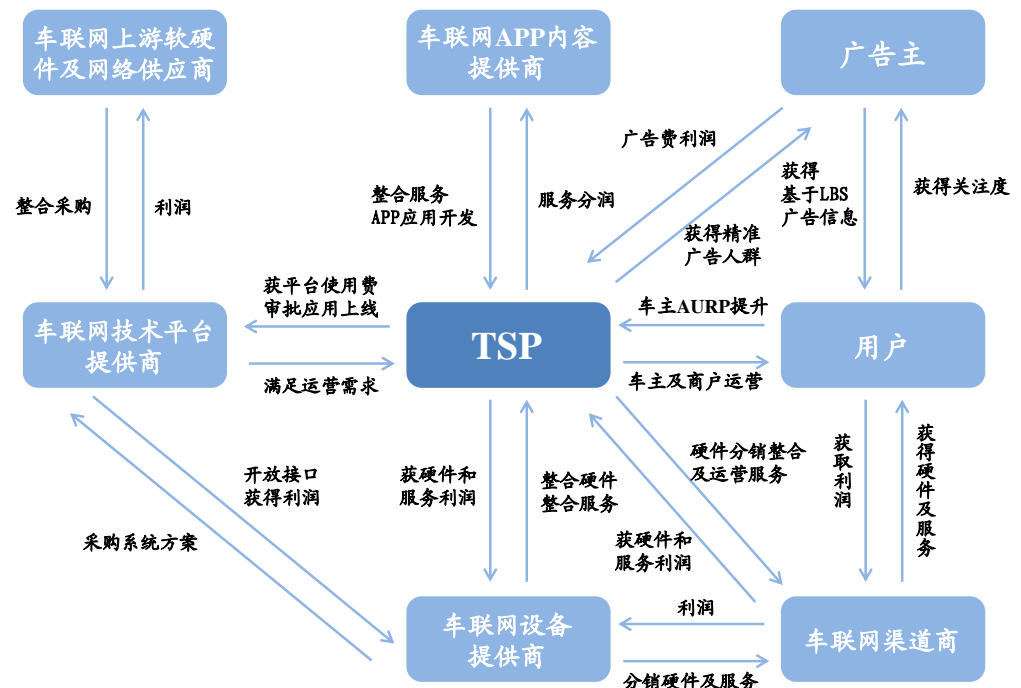 车联网上游软硬
件及网络供应商
车联网APP内容
提供商
广告主
整合采购
利润
整合服务
APP应用开发
服务分润
广告费利润
获得精准
广告人群
获得
基于LBS
广告信息
获得关注度
获平台使用费
审批应用上线
车主AURP提升
车联网技术平台
提供商
TSP
用户
满足运营需求
车主及商户运营
开放接口
获得利润
采购系统方案
获硬件和
服务利润
整合硬件
整合服务
硬件分销整合
及运营服务
获硬件和
服务利润
获取利润
获得硬件及服务
车联网设备
提供商
利润
分销硬件及服务
车联网渠道商